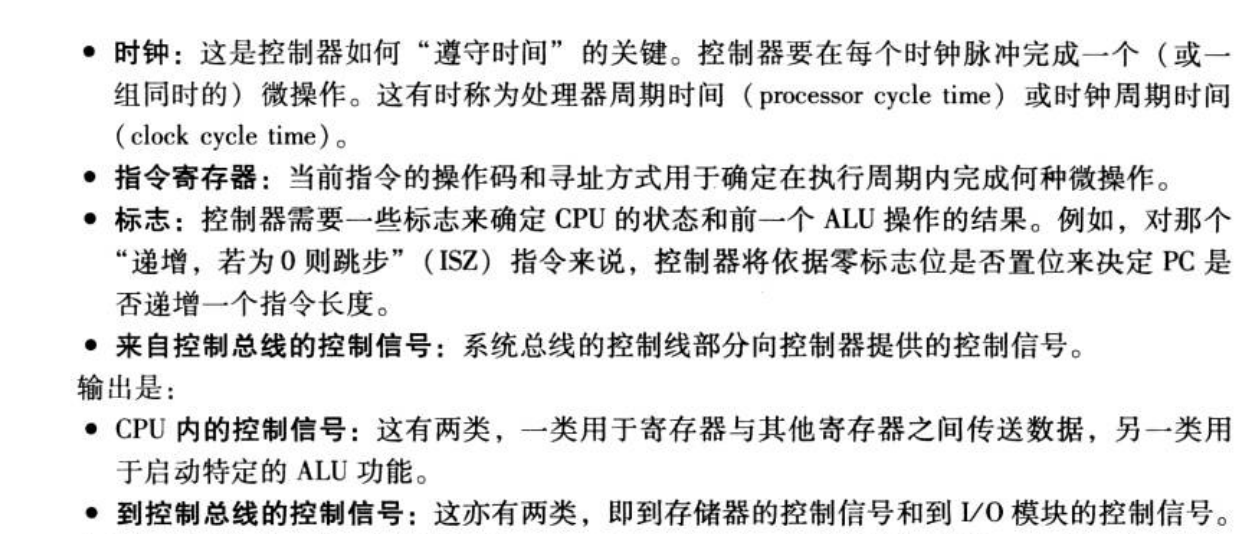 • 时钟：这是控制器如何“遵守时间”的关键。控制器要在每个时钟脉冲完成一个（或一
组同时的）微操作。这有时称为处理器周期时间（processor cycle time）或时钟周期时间
(clock cycle time)。
• 指令寄存器：当前指令的操作码和寻址方式用于确定在执行周期内完成何种微操作。
• 标志：控制器需要一些标志来确定 CPU 的状态和前一个 ALU 操作的结果。例如，对那个
“递增，若为 0 则跳步”（ISZ）指令来说，控制器将依据零标志位是否置位来决定 PC 是
否递增一个指令长度。
• 来自控制总线的控制信号：系统总线的控制线部分向控制器提供的控制信号。
输出是：
• CPU 内的控制信号：这有两类，一类用于寄存器与其他寄存器之间传送数据，另一类用
于启动特定的 ALU 功能。
• 到控制总线的控制信号：这亦有两类，即到存储器的控制信号和到 I/O 模块的控制信号。